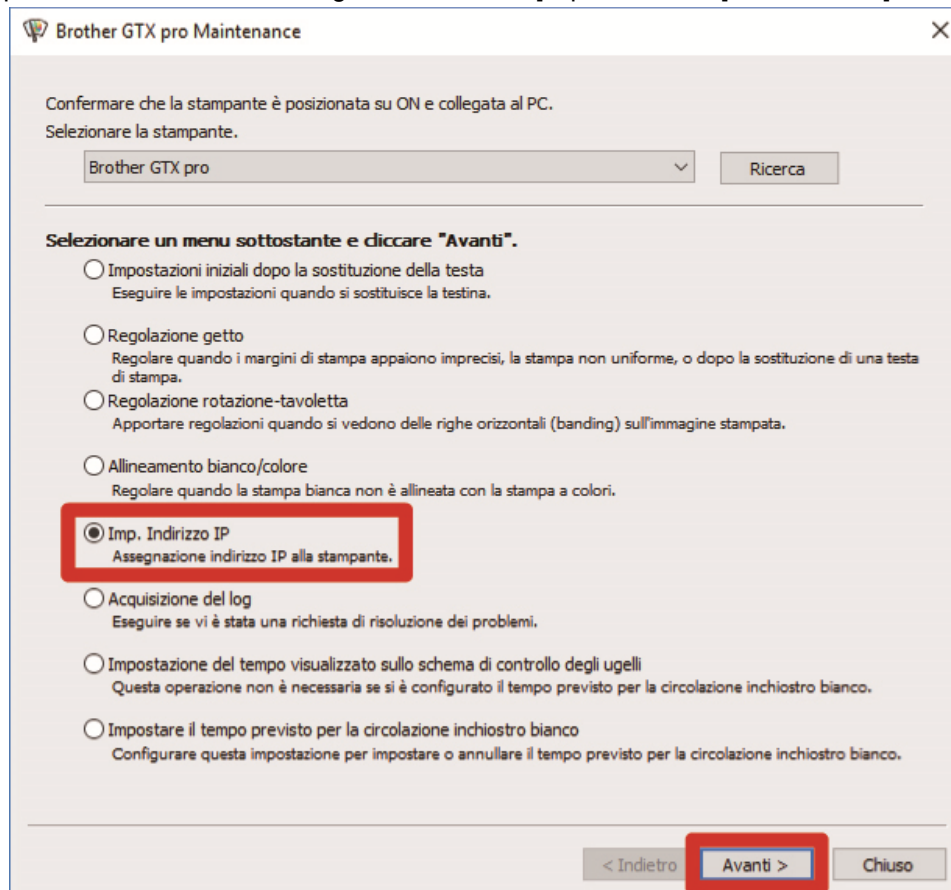 Brother GTX pro Maintenance
Confermare che la stampante è posizionata su ON e collegata al PC.
Selezionare la stampante.
Brother GTX pro
Ricerca
Selezionare un menu sottostante e cliccare "Avanti".
Impostazioni iniziali dopo la sostituzione della testa
Eseguire le impostazioni quando si sostituisce la testina.
Regolazione getto
Regolare quando i margini di stampa appaiono imprecisi, la stampa non uniforme, o dopo la sostituzione di una testa
di stampa.
Regolazione rotazione-tavoletta
Apportare regolazioni quando si vedono delle righe orizzontali (banding) sull'immagine stampata.
Allineamento bianco/colore
Regolare quando la stampa bianca non è allineata con la stampa a colori.
Imp. Indirizzo IP
Assegnazione indirizzo IP alla stampante.
Acquisizione del log
Eseguire se vi è stata una richiesta di risoluzione dei problemi.
Impostazione del tempo visualizzato sullo schema di controllo degli ugelli
Questa operazione non è necessaria se si è configurato il tempo previsto per la circolazione inchiostro bianco.
Impostare il tempo previsto per la circolazione inchiostro bianco
Configurare questa impostazione per impostare o annullare il tempo previsto per la circolazione inchiostro bianco.
< Indietro
Avanti >
Chiuso